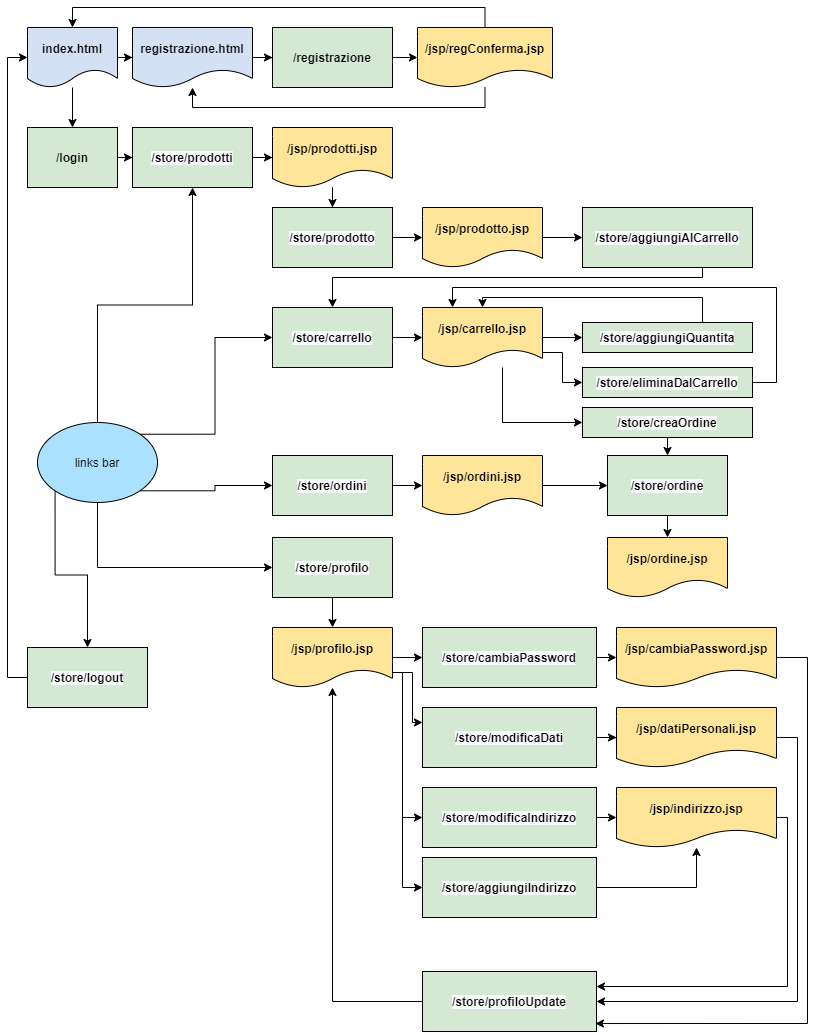 index.html
registrazione.html
/registrazione
/jsp/regConferma.jsp
/login
/store/prodotti
/jsp/prodotti.jsp
/store/prodotto
/jsp/prodotto.jsp
/store/aggiungiAlCarrello
/store/carrello
/jsp/carrello.jsp
/store/aggiungiQuantita
/store/eliminaDalCarrello
/store/creaOrdine
links bar
/store/ordini
/jsp/ordini.jsp
/store/ordine
/store/profilo
/jsp/ordine.jsp
/jsp/profilo.jsp
/store/cambiaPassword
/jsp/cambiaPassword.jsp
/store/logout
/store/modificaDati
/jsp/datiPersonali.jsp
/store/modificaIndirizzo
/jsp/indirizzo.jsp
/store/aggiungiIndirizzo
/store/profiloUpdate